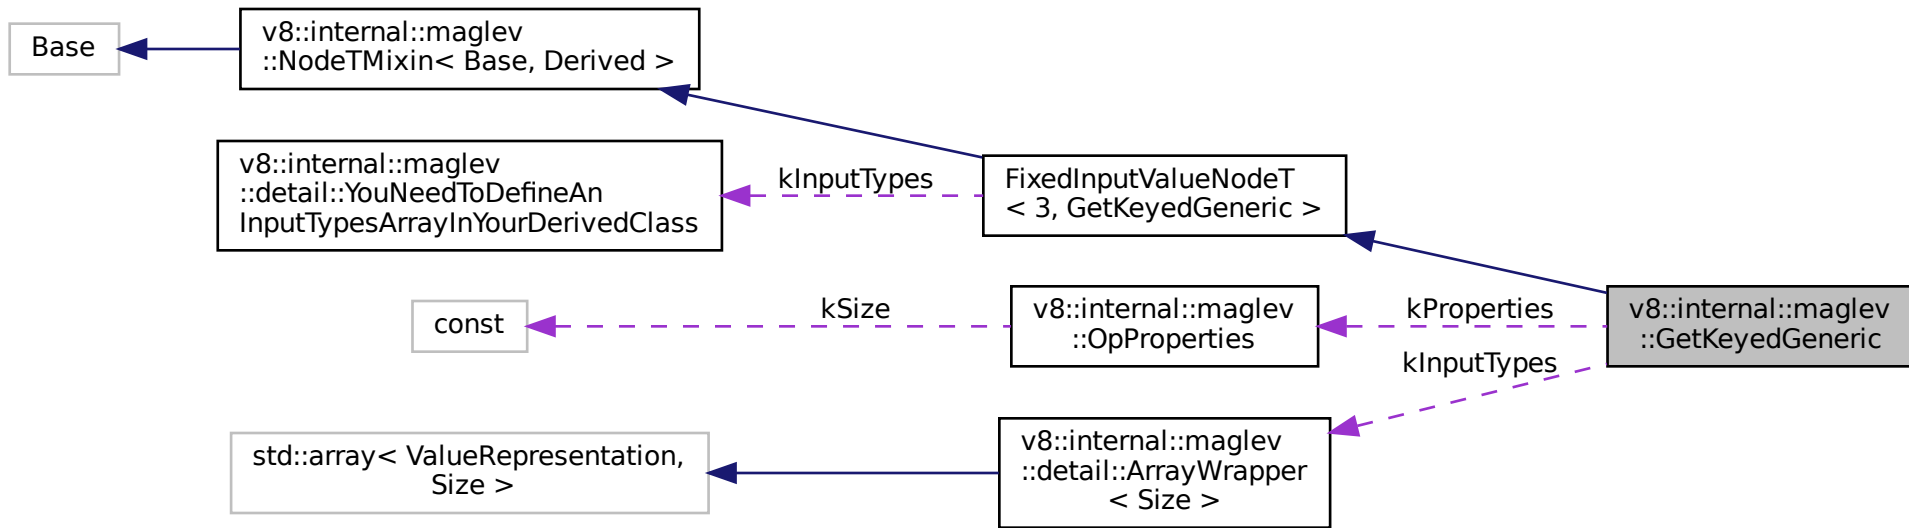 Base
v8::internal::maglev
::NodeTMixin< Base, Derived >
v8::internal::maglev
::detail::YouNeedToDefineAn
InputTypesArrayInYourDerivedClass
kInputTypes
FixedInputValueNodeT
< 3, GetKeyedGeneric >
const
kSize
v8::internal::maglev
::OpProperties
kProperties
v8::internal::maglev
::GetKeyedGeneric
kInputTypes
std::array< ValueRepresentation,
Size >
v8::internal::maglev
::detail::ArrayWrapper
< Size >